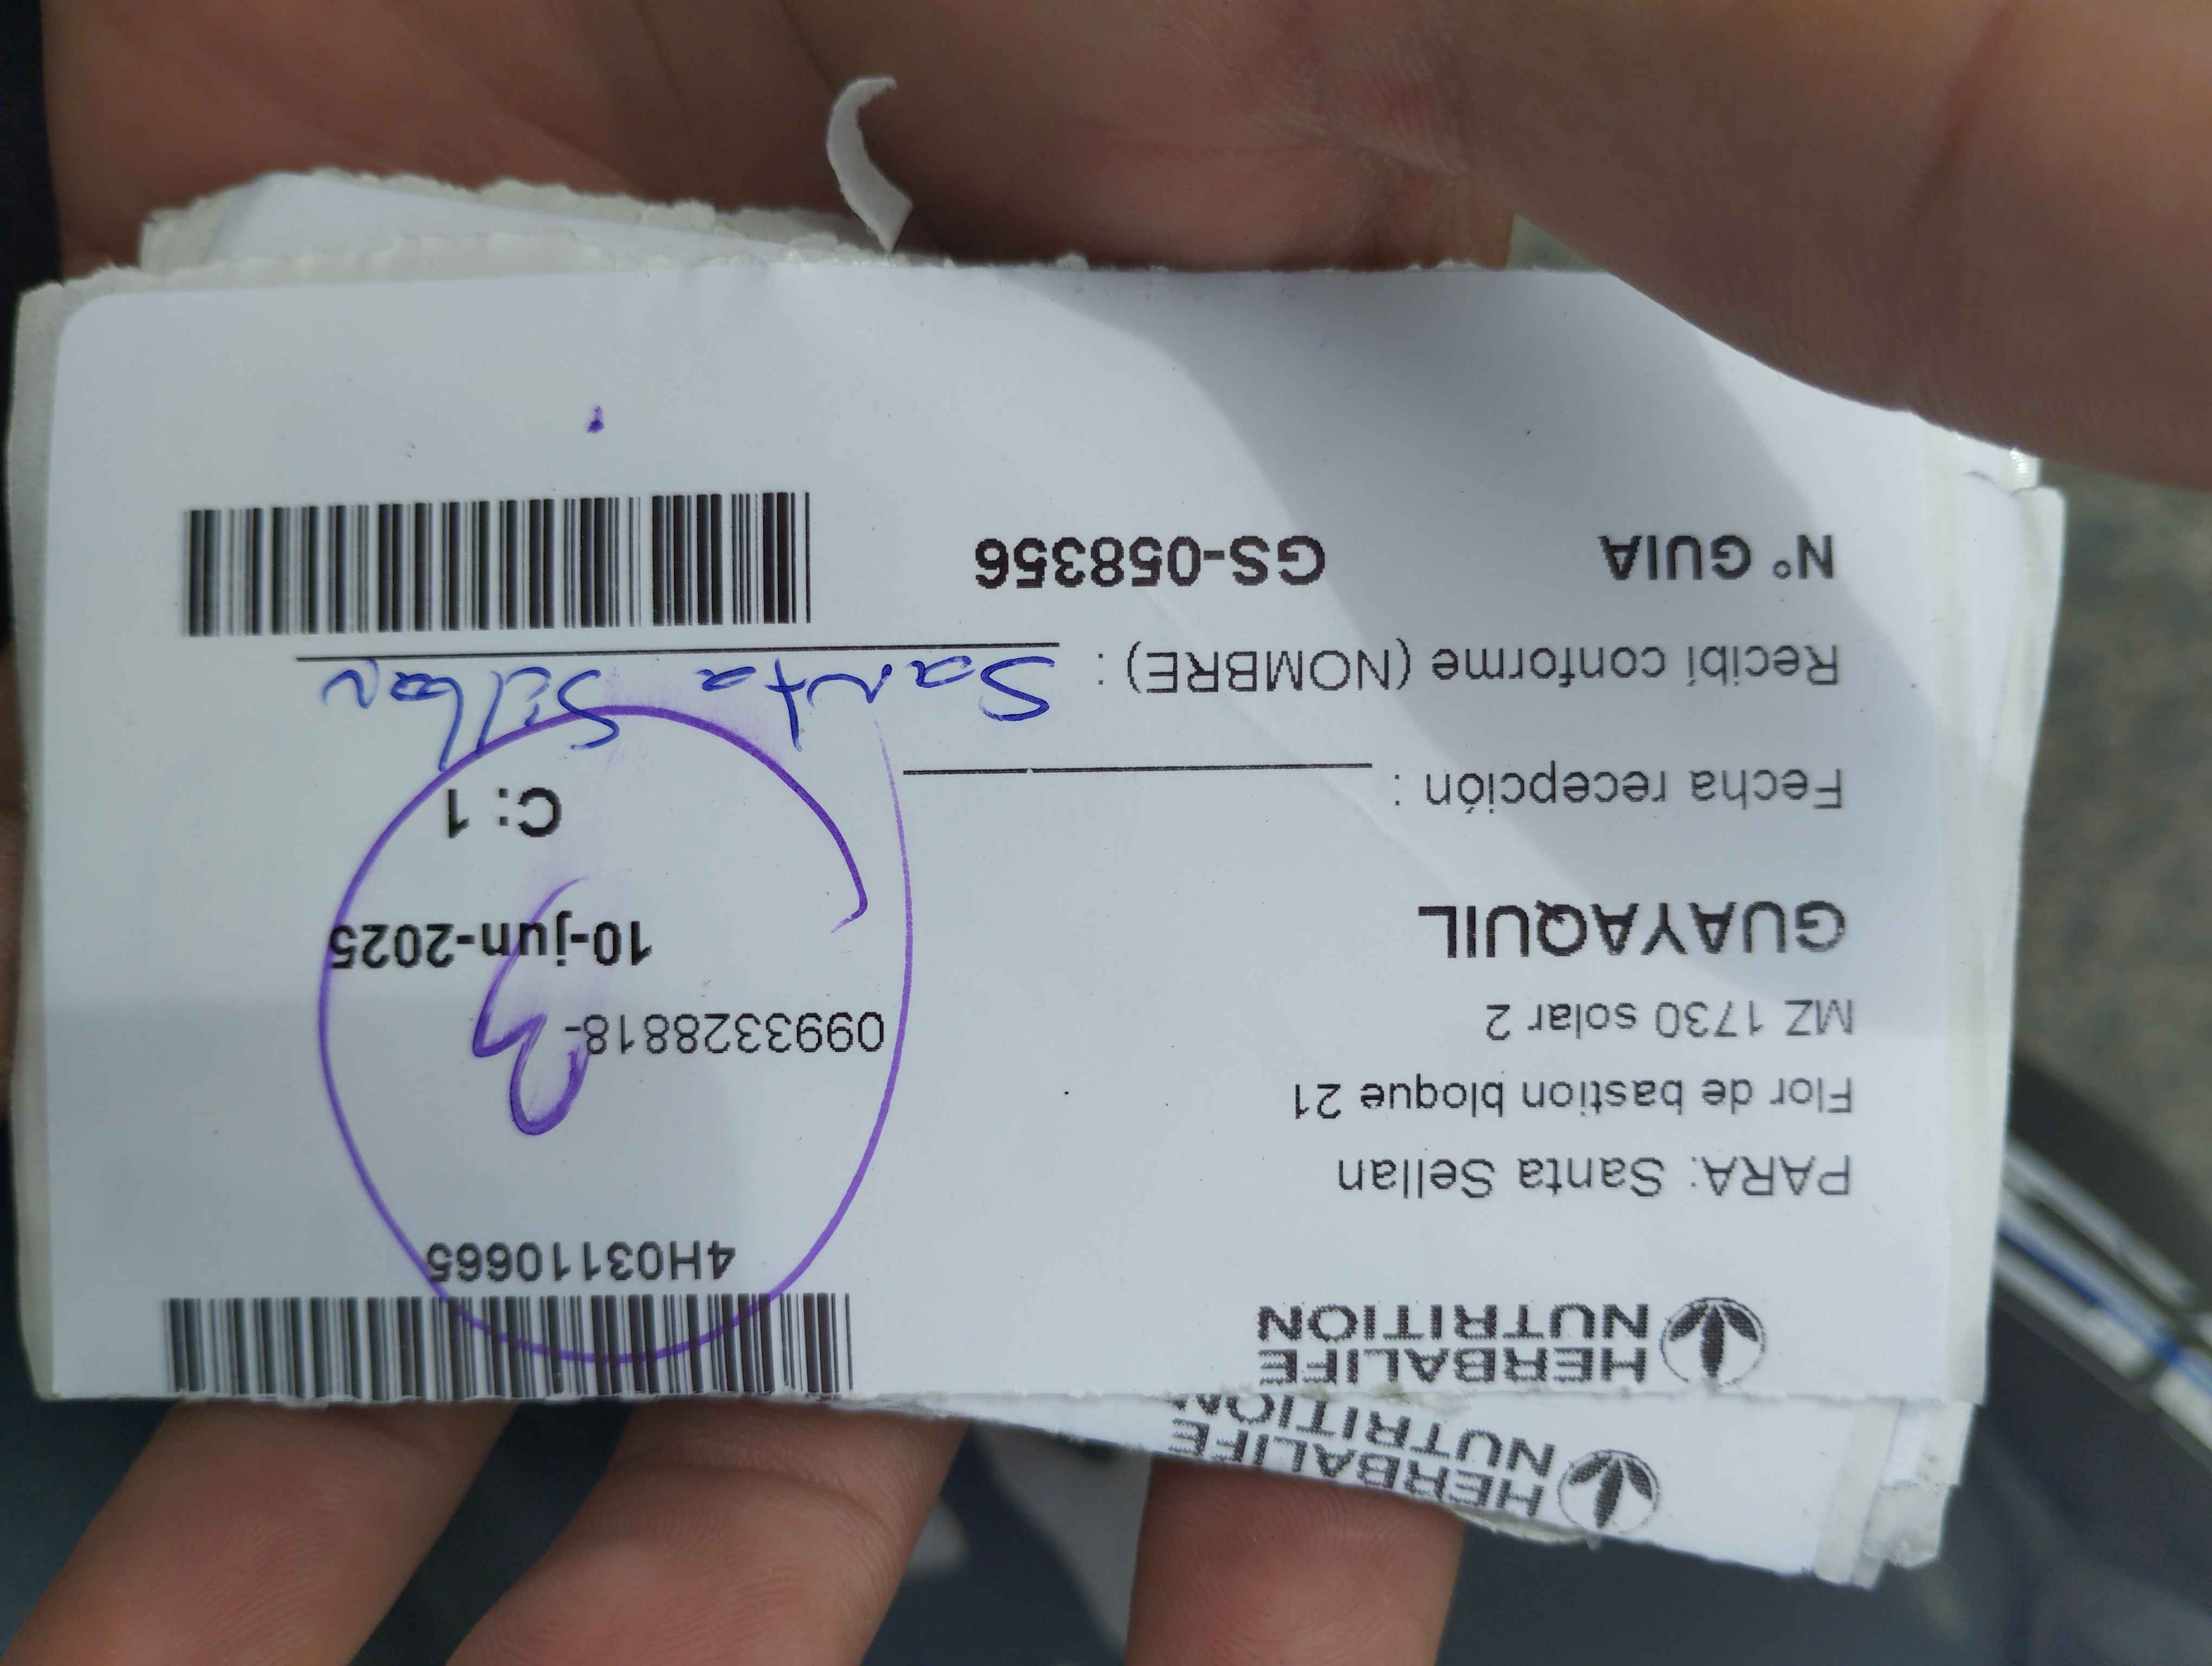 HERBALIFE
NUTRITION
HERBALIFE
NUTRITION
4H03110665
PARA: Santa Sellan
Flor de bastion bloque 21
MZ 1730 solar 2
0993328818-
GUAYAQUIL
10-jun-2025
Fecha recepción :
C: 1
Recibí conforme (NOMBRE) : Santa Sellan
N° GUIA GS-058356